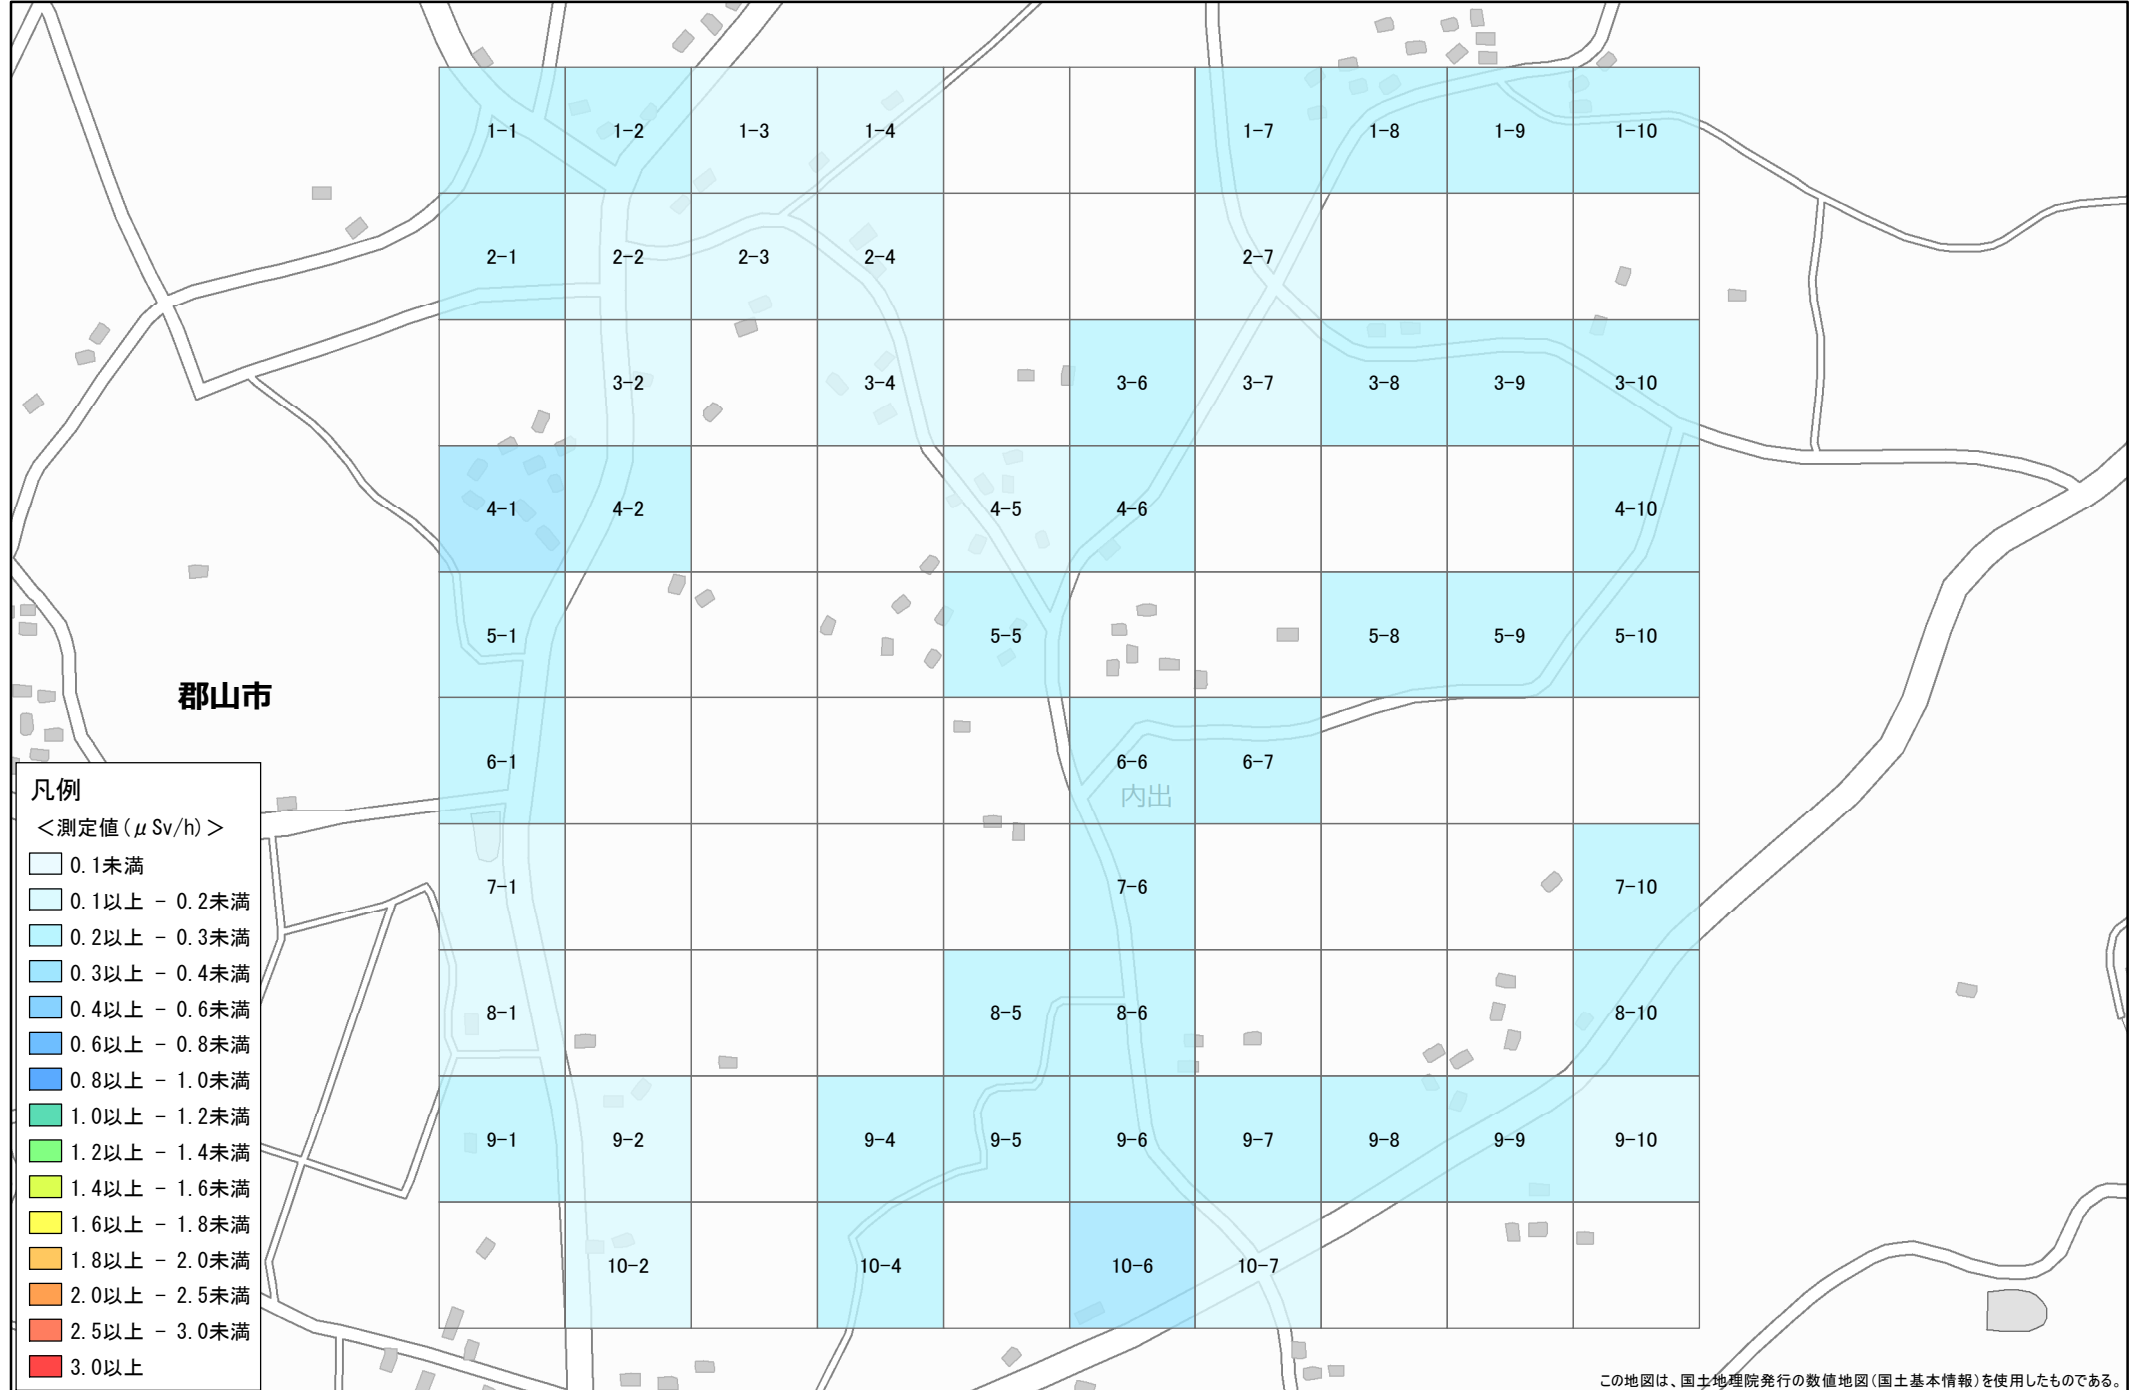 1-1 1-2 1-3 1-4 1-7 1-8 1-9 1-10
2-1 2-2 2-3 2-4 2-7
3-2 3-4 3-6 3-7 3-8 3-9 3-10
4-1 4-2 4-5 4-6 4-10
5-1 5-5 5-8 5-9 5-10
郡山市
6-1 6-6 6-7
内出
7-1 7-6 7-10
8-1 8-5 8-6 8-10
9-1 9-2 9-4 9-5 9-6 9-7 9-8 9-9 9-10
10-2 10-4 10-6 10-7
凡例
＜測定値(μSv/h)＞
0.1未満
0.1以上 - 0.2未満
0.2以上 - 0.3未満
0.3以上 - 0.4未満
0.4以上 - 0.6未満
0.6以上 - 0.8未満
0.8以上 - 1.0未満
1.0以上 - 1.2未満
1.2以上 - 1.4未満
1.4以上 - 1.6未満
1.6以上 - 1.8未満
1.8以上 - 2.0未満
2.0以上 - 2.5未満
2.5以上 - 3.0未満
3.0以上
この地図は、国土地理院発行の数値地図(国土基本情報)を使用したものである。